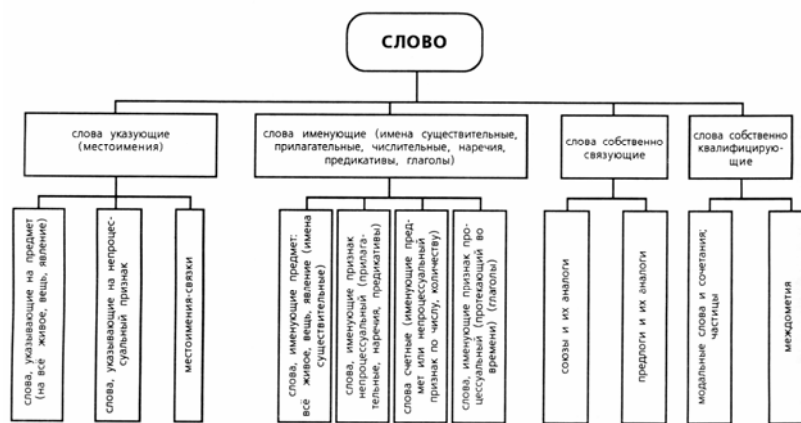 СЛОВО
слова указующие
(местоимения)
слова именующие (имена существительные,
прилагательные, числительные, наречия,
предикативы, глаголы)
слова собственно
связующие
слова собственно
квалифицирую-
щие
слова, указывающие на предмет
(на всё живое, вещь, явление)
слова, указывающие на непроцес-
суальный признак
местоимения-связки
слова, именующие предмет:
всё живое, вещь, явление (имена
существительные)
слова, именующие признак
непроцессуальный (прилага-
тельные, наречия, предикативы)
слова счетные (именующие пред-
мет или непроцессуальный
признак по числу, количеству)
слова, именующие признак про-
цессуальный (протекающий во
времени) (глаголы)
союзы и их аналоги
предлоги и их аналоги
модальные слова и сочетания;
частицы
междометия